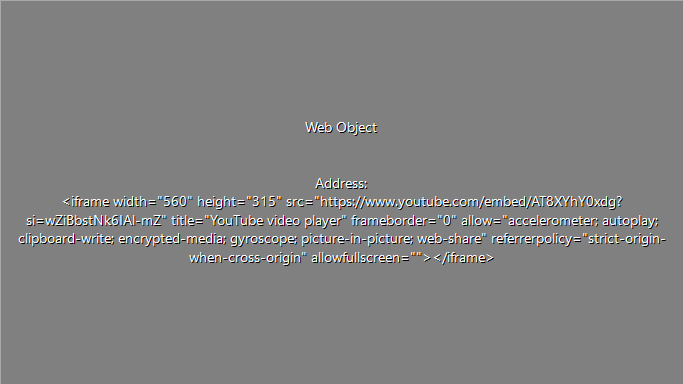 Web Object
Address:
<iframe width="560" height="315" src="https://www.youtube.com/embed/AT8XYhY0xdg?
si=wZiBbstNk6IAl-mZ" title="YouTube video player" frameborder="0" allow="accelerometer; autoplay;
clipboard-write; encrypted-media; gyroscope; picture-in-picture; web-share" referrerpolicy="strict-origin-
when-cross-origin" allowfullscreen=""></iframe>